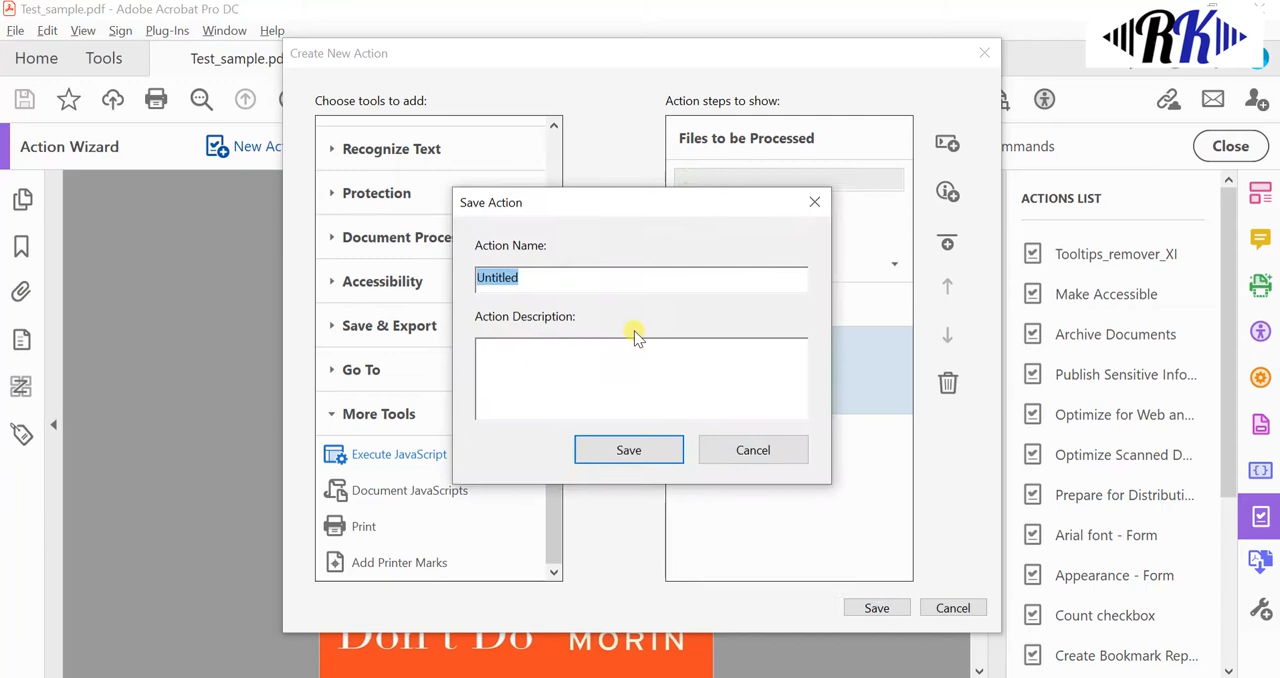 Test_sample.pdf - Adobe Acrobat Pro DC
File Edit View Sign Plug-Ins Window Help
RK
Home Tools Test_sample.pd
Create New Action
Choose tools to add:
Action steps to show:
Action Wizard
New Ac
mmands
Close
Recognize Text
Protection
Document Proce
Accessibility
Save & Export
Go To
More Tools
Execute JavaScript
Document JavaScripts
Print
Add Printer Marks
Files to be Processed
Save Action
Action Name:
Untitled
Action Description:
Save Cancel
Save Cancel
ACTIONS LIST
Tooltips_remover_XI
Make Accessible
Archive Documents
Publish Sensitive Info...
Optimize for Web an...
Optimize Scanned D...
Prepare for Distributi...
Arial font - Form
Appearance - Form
Count checkbox
Create Bookmark Rep...
Don't Do MORIN